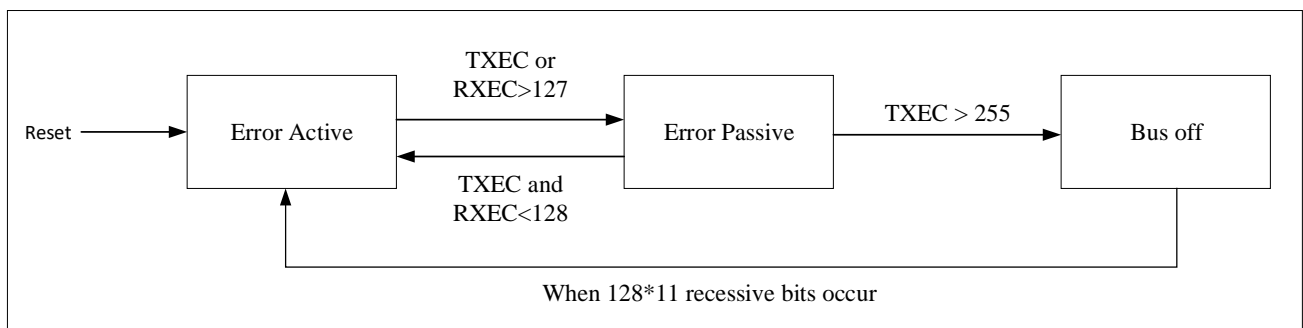 TXEC or
RXEC>127
Reset
Error Active
Error Passive
TXEC > 255
Bus off
TXEC and
RXEC<128
When 128*11 recessive bits occur